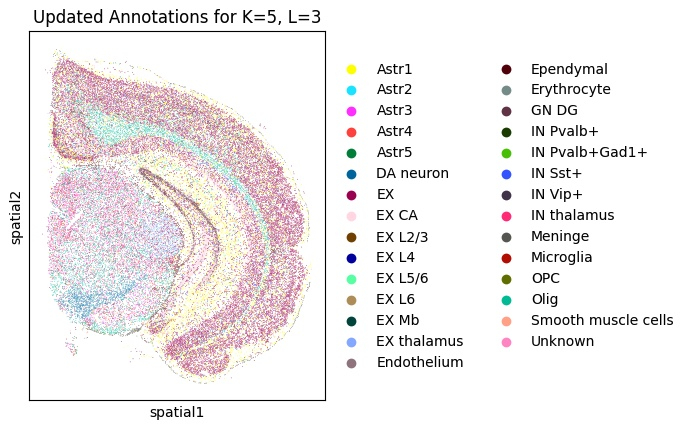 Updated Annotations for K=5, L=3
spatial2
spatial1
Astr1
Astr2
Astr3
Astr4
Astr5
DA neuron
EX
EX CA
EX L2/3
EX L4
EX L5/6
EX L6
EX Mb
EX thalamus
Endothelium
Ependymal
Erythrocyte
GN DG
IN Pvalb+
IN Pvalb+Gad1+
IN Sst+
IN Vip+
IN thalamus
Meninge
Microglia
OPC
Olig
Smooth muscle cells
Unknown